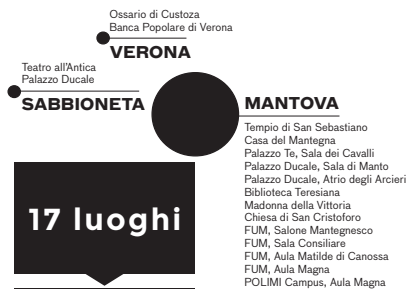 Ossario di Custoza
Banca Popolare di Verona
VERONA
Teatro all'Antica
Palazzo Ducale
SABBIONETA
MANTOVA
Tempio di San Sebastiano
Casa del Mantegna
Palazzo Te, Sala dei Cavalli
Palazzo Ducale, Sala di Manto
Palazzo Ducale, Atrio degli Arcieri
Biblioteca Teresiana
Madonna della Vittoria
Chiesa di San Cristoforo
FUM, Salone Mantegnesco
FUM, Sala Consiliare
FUM, Aula Matilde di Canossa
FUM, Aula Magna
POLIMI Campus, Aula Magna
17 luoghi